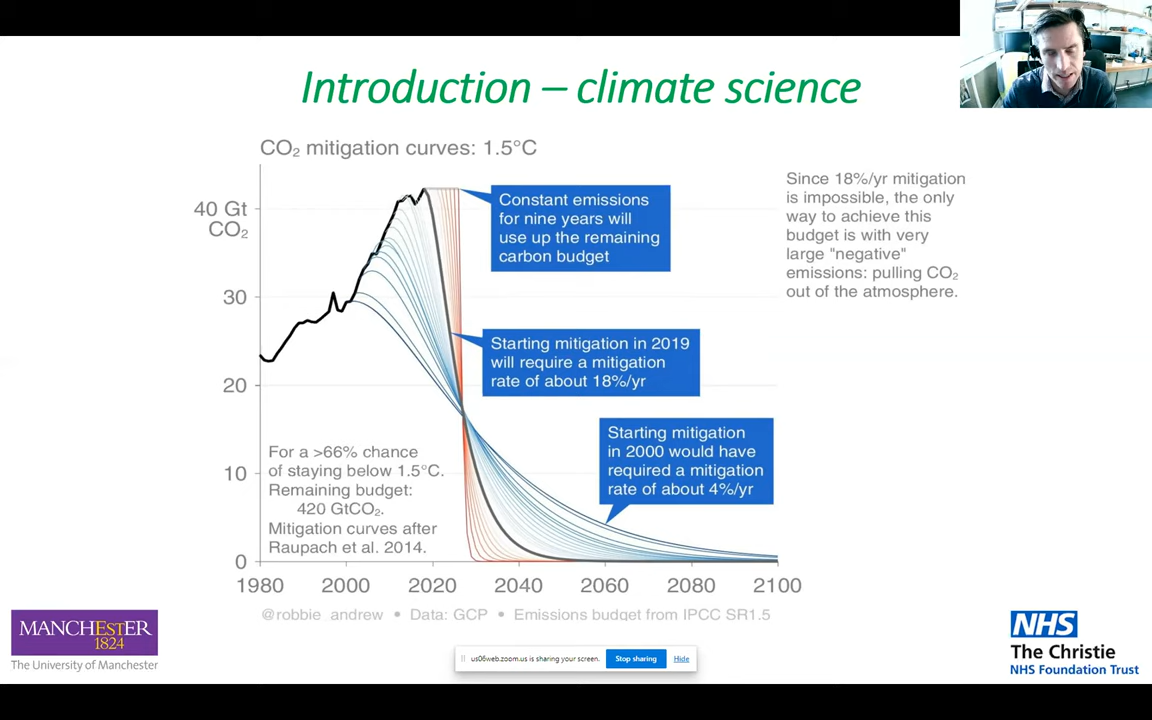 Introduction – climate science
CO₂ mitigation curves: 1.5°C
40 Gt
CO₂
30
20
10
0
1980
2000
2020
2040
2060
2080
2100
Constant emissions
for nine years will
use up the remaining
carbon budget
Starting mitigation in 2019
will require a mitigation
rate of about 18%/yr
Starting mitigation
in 2000 would have
required a mitigation
rate of about 4%/yr
For a >66% chance
of staying below 1.5°C.
Remaining budget:
420 GtCO₂.
Mitigation curves after
Raupach et al. 2014.
Since 18%/yr mitigation
is impossible, the only
way to achieve this
budget is with very
large "negative"
emissions: pulling CO₂
out of the atmosphere.
@robbie_andrew • Data: GCP • Emissions budget from IPCC SR1.5
MANCHESTER
1824
The University of Manchester
us06web.zoom.us is sharing your screen.
Stop sharing
Hide
NHS
The Christie
NHS Foundation Trust